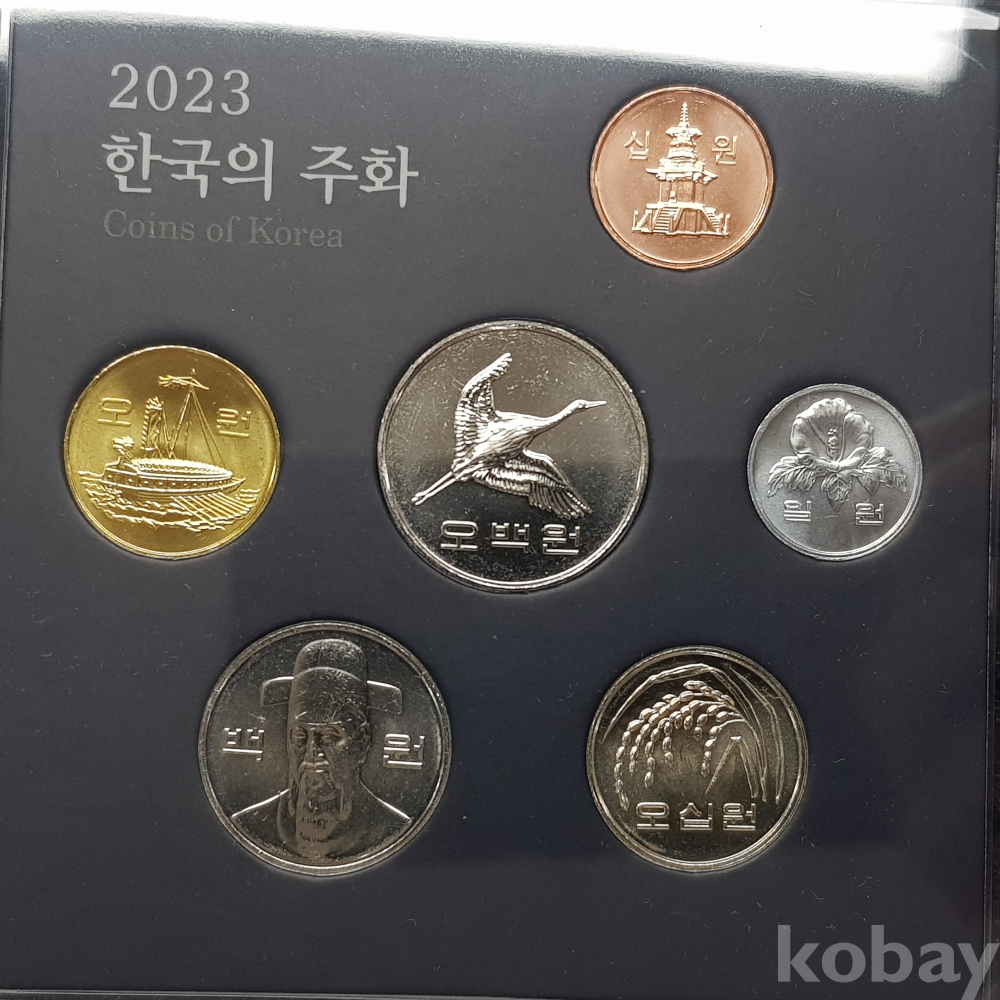 2023
한국의 주화
Coins of Korea
십 원
오 원
오백원
일 원
백 원
오십원
kobay